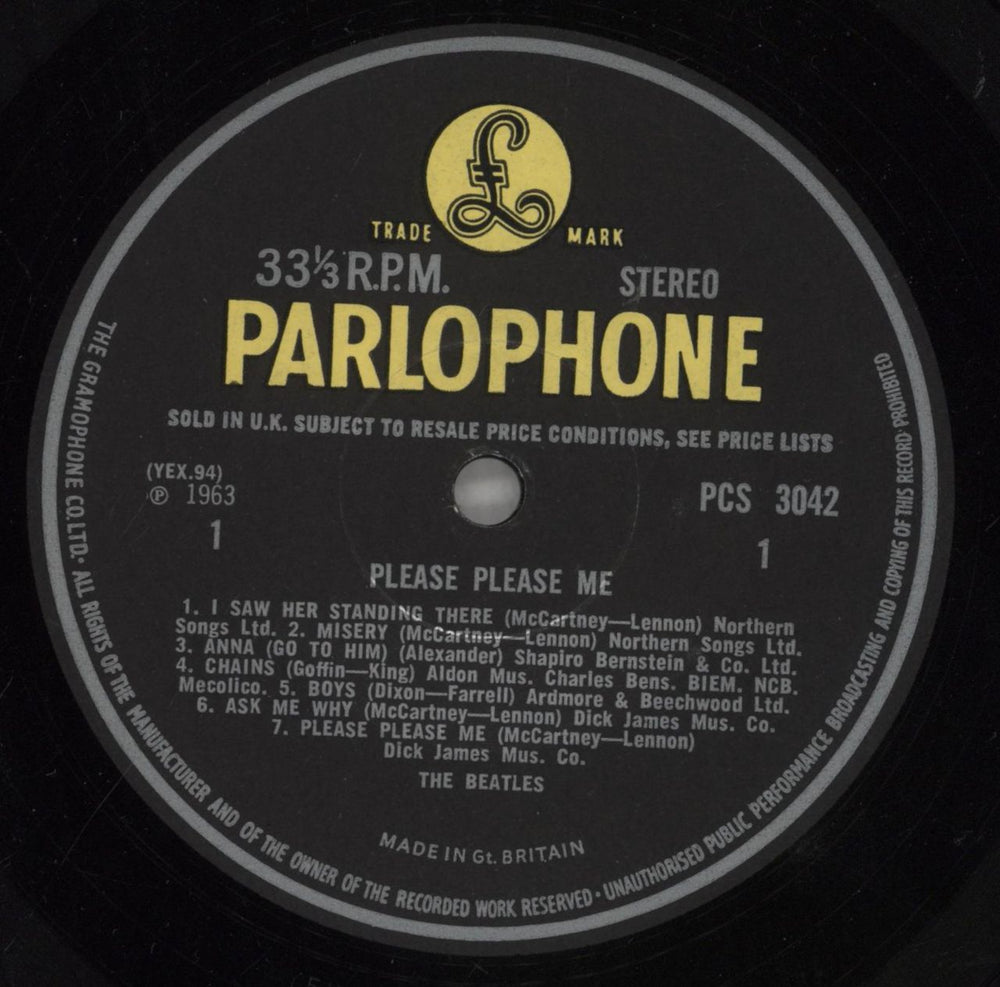 TRADE MARK
33⅓ R.P.M. STEREO
PARLOPHONE
SOLD IN U.K. SUBJECT TO RESALE PRICE CONDITIONS, SEE PRICE LISTS
(YEX.94)
℗ 1963 PCS 3042
1 1
PLEASE PLEASE ME
1. I SAW HER STANDING THERE (McCartney—Lennon) Northern
Songs Ltd. 2. MISERY (McCartney—Lennon) Northern Songs Ltd.
3. ANNA (GO TO HIM) (Alexander) Shapiro Bernstein & Co. Ltd.
4. CHAINS (Goffin—King) Aldon Mus. Charles Bens. BIEM. NCB.
Mecolico. 5. BOYS (Dixon—Farrell) Ardmore & Beechwood Ltd.
6. ASK ME WHY (McCartney—Lennon) Dick James Mus. Co.
7. PLEASE PLEASE ME (McCartney—Lennon)
Dick James Mus. Co.
THE BEATLES
MADE IN Gt. BRITAIN
THE GRAMOPHONE CO. LTD. • ALL RIGHTS OF THE MANUFACTURER AND OF THE OWNER OF THE RECORDED WORK RESERVED • UNAUTHORISED PUBLIC PERFORMANCE BROADCASTING AND COPYING OF THIS RECORD PROHIBITED